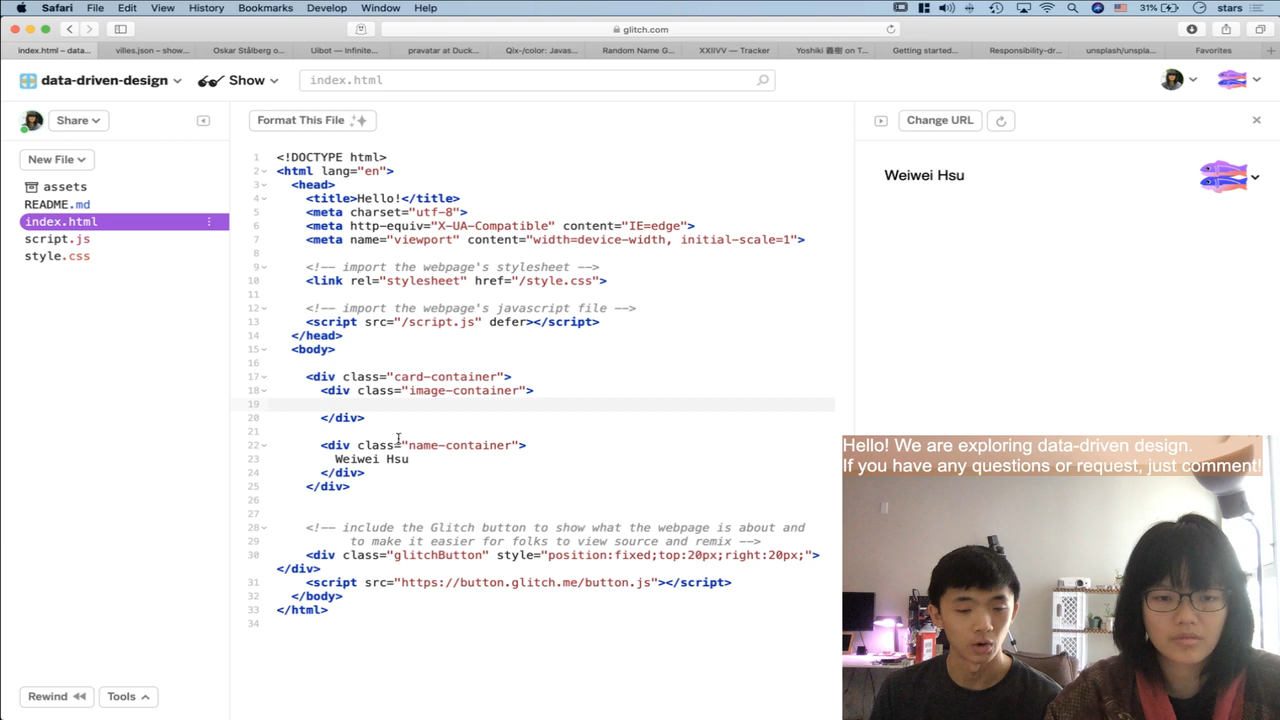 Safari File Edit View History Bookmarks Develop Window Help 31% stars
glitch.com
index.html – data... villes.json – show... Oskar Stålberg o... Uibot — Infinite... pravatar at Duck... Qix-/color: Javas... Random Name G... XXIIVV — Tracker Yoshiki 義樹 on T... Getting started... Responsibility-dr... unsplash/unspla... Favorites
data-driven-design Show index.html
Share Format This File Change URL
New File
assets
README.md
index.html
script.js
style.css
1 <!DOCTYPE html>
2 <html lang="en">
3 <head>
4 <title>Hello!</title>
5 <meta charset="utf-8">
6 <meta http-equiv="X-UA-Compatible" content="IE=edge">
7 <meta name="viewport" content="width=device-width, initial-scale=1">
8
9 <!-- import the webpage's stylesheet -->
10 <link rel="stylesheet" href="/style.css">
11
12 <!-- import the webpage's javascript file -->
13 <script src="/script.js" defer></script>
14 </head>
15 <body>
16
17 <div class="card-container">
18 <div class="image-container">
19
20 </div>
22 <div class="name-container">
23 Weiwei Hsu
24 </div>
25 </div>
26
27
28 <!-- include the Glitch button to show what the webpage is about and
29 to make it easier for folks to view source and remix -->
30 <div class="glitchButton" style="position:fixed;top:20px;right:20px;">
</div>
31 <script src="https://button.glitch.me/button.js"></script>
32 </body>
33 </html>
34
Rewind Tools
Weiwei Hsu
Hello! We are exploring data-driven design.
If you have any questions or request, just comment!